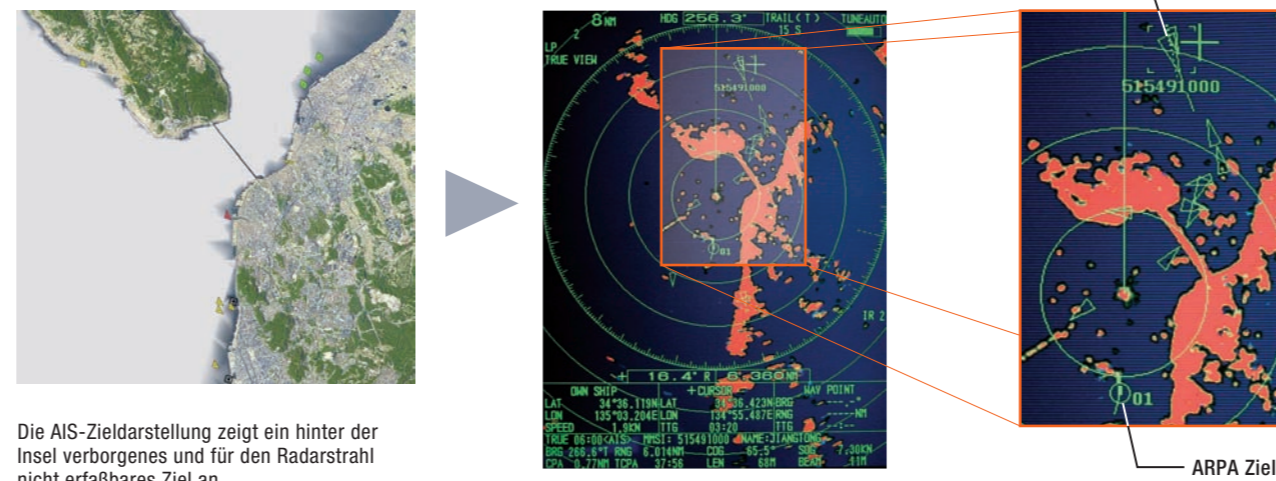 8NM HDG 256.3° TRAIL(T) TUNEAUTO
2 15 S
LP
TRUE VIEW
515491000
01
IR 2
+ 16.4° R 6.360NM
OWN SHIP +CURSOR WAY POINT
LAT 34°36.119N LAT 34°36.423N BRG ---.-°
LON 135°03.204E LON 134°55.487E RNG -----NM
SPEED 1.9KN TTG 03:20 TTG --:--
TRUE 06:00 <AIS> MMSI: 515491000 NAME:JIANGTONG
BRG 266.6°T RNG 6.014NM COG 65.5° SOG 7.30KN
CPA 0.77NM TCPA 37:56 LEN 68M BEAM 11M
515491000
01
ARPA Ziel
Die AIS-Zieldarstellung zeigt ein hinter der
Insel verborgenes und für den Radarstrahl
nicht erfaßbares Ziel an